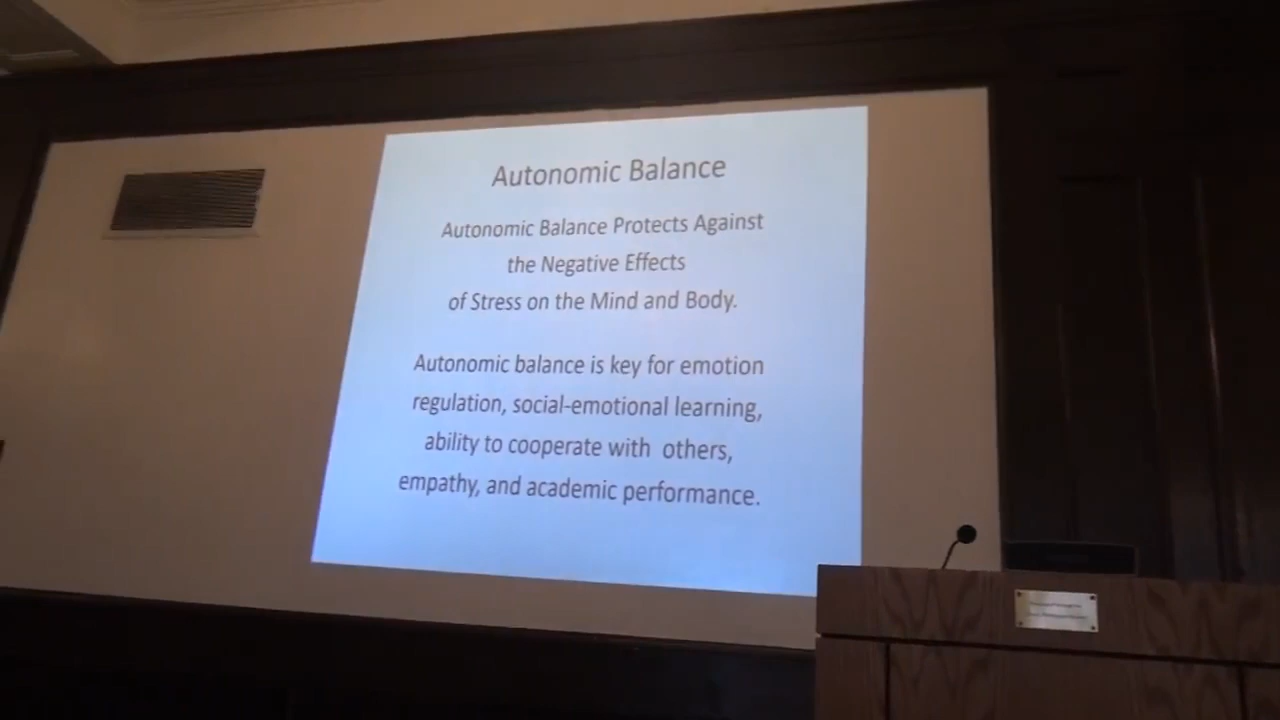 Autonomic Balance
Autonomic Balance Protects Against
the Negative Effects
of Stress on the Mind and Body.
Autonomic balance is key for emotion
regulation, social-emotional learning,
ability to cooperate with others,
empathy, and academic performance.